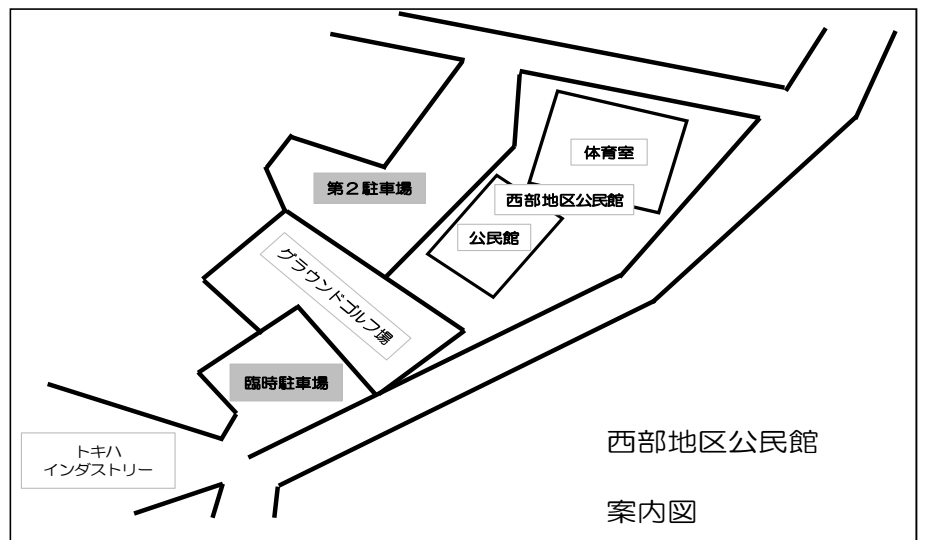 体育室
第２駐車場
西部地区公民館
公民館
グラウンドゴルフ場
臨時駐車場
トキハ
インダストリー
西部地区公民館
案内図